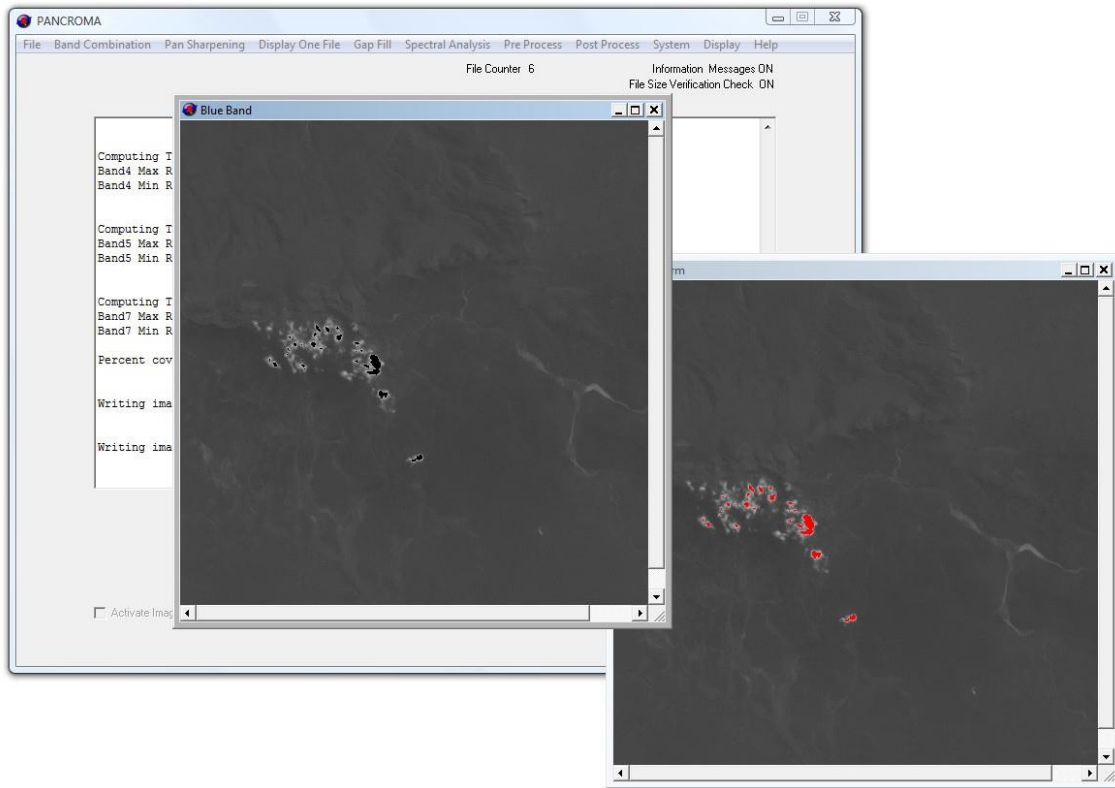 PANCROMA
File Band Combination Pan Sharpening Display One File Gap Fill Spectral Analysis Pre Process Post Process System Display Help
File Counter 6
Information Messages ON
File Size Verification Check ON
Blue Band
Computing T
Band4 Max R
Band4 Min R
Computing T
Band5 Max R
Band5 Min R
Computing T
Band7 Max R
Band7 Min R
Percent cov
Writing ima
Writing ima
Activate Imag
rm